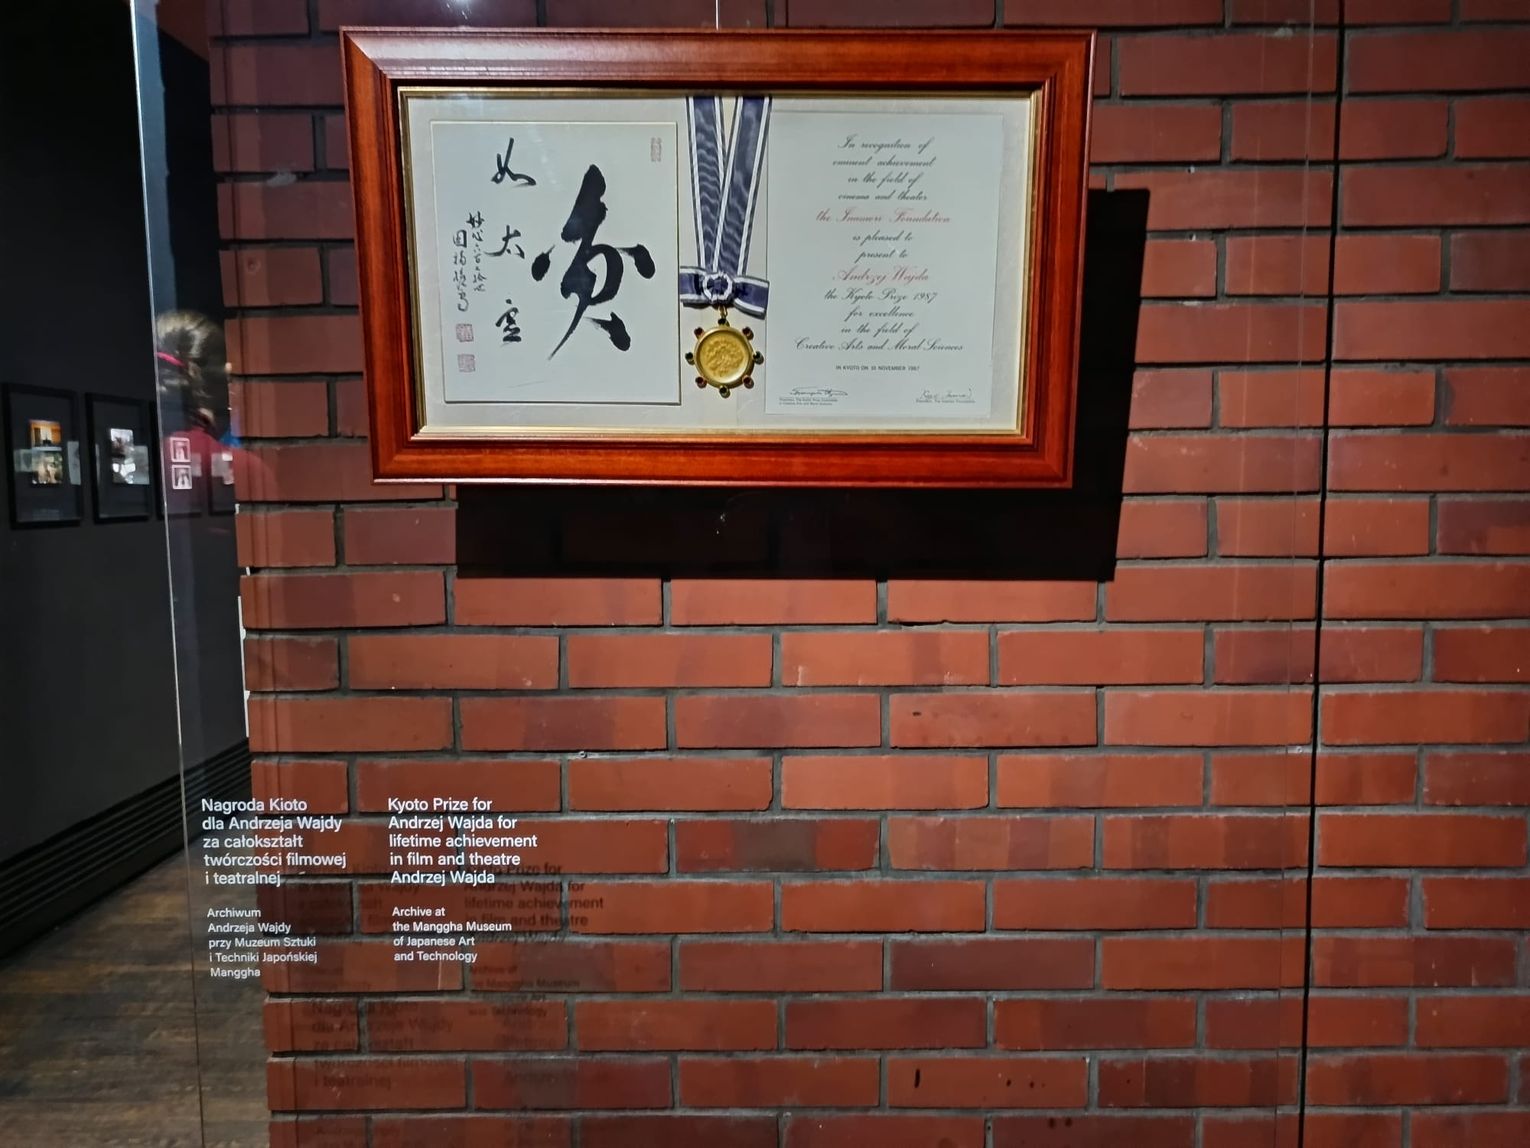 如
太
虚
In recognition of
eminent achievement
in the field of
cinema and theater
the Inamori Foundation
is pleased to
present to
Andrzej Wajda
the Kyoto Prize 1987
for excellence
in the field of
Creative Arts and Moral Sciences
IN KYOTO ON 10 NOVEMBER 1987
Nagroda Kioto
dla Andrzeja Wajdy
za całokształt
twórczości filmowej
i teatralnej
Archiwum
Andrzeja Wajdy
przy Muzeum Sztuki
i Techniki Japońskiej
Manggha
Kyoto Prize for
Andrzej Wajda for
lifetime achievement
in film and theatre
Andrzej Wajda
Archive at
the Manggha Museum
of Japanese Art
and Technology